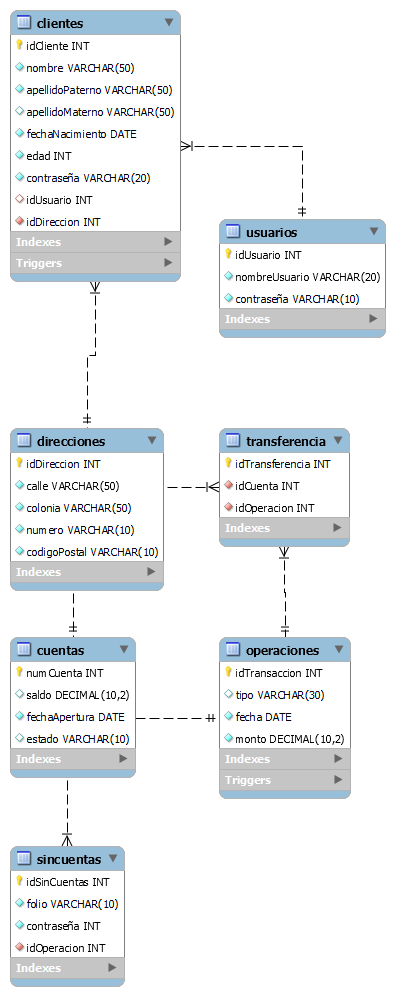 clientes
idCliente INT
nombre VARCHAR(50)
apellidoPaterno VARCHAR(50)
apellidoMaterno VARCHAR(50)
fechaNacimiento DATE
edad INT
contraseña VARCHAR(20)
idUsuario INT
idDireccion INT
Indexes
Triggers
usuarios
idUsuario INT
nombreUsuario VARCHAR(20)
contraseña VARCHAR(10)
Indexes
direcciones
idDireccion INT
calle VARCHAR(50)
colonia VARCHAR(50)
numero VARCHAR(10)
codigoPostal VARCHAR(10)
Indexes
transferencia
idTransferencia INT
idCuenta INT
idOperacion INT
Indexes
cuentas
numCuenta INT
saldo DECIMAL(10,2)
fechaApertura DATE
estado VARCHAR(10)
Indexes
operaciones
idTransaccion INT
tipo VARCHAR(30)
fecha DATE
monto DECIMAL(10,2)
Indexes
Triggers
sincuentas
idSinCuentas INT
folio VARCHAR(10)
contraseña INT
idOperacion INT
Indexes